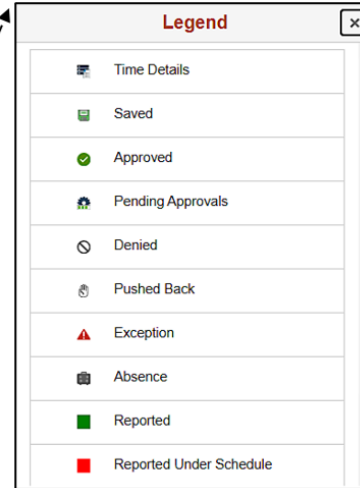 Legend
Time Details
Saved
Approved
Pending Approvals
Denied
Pushed Back
Exception
Absence
Reported
Reported Under Schedule